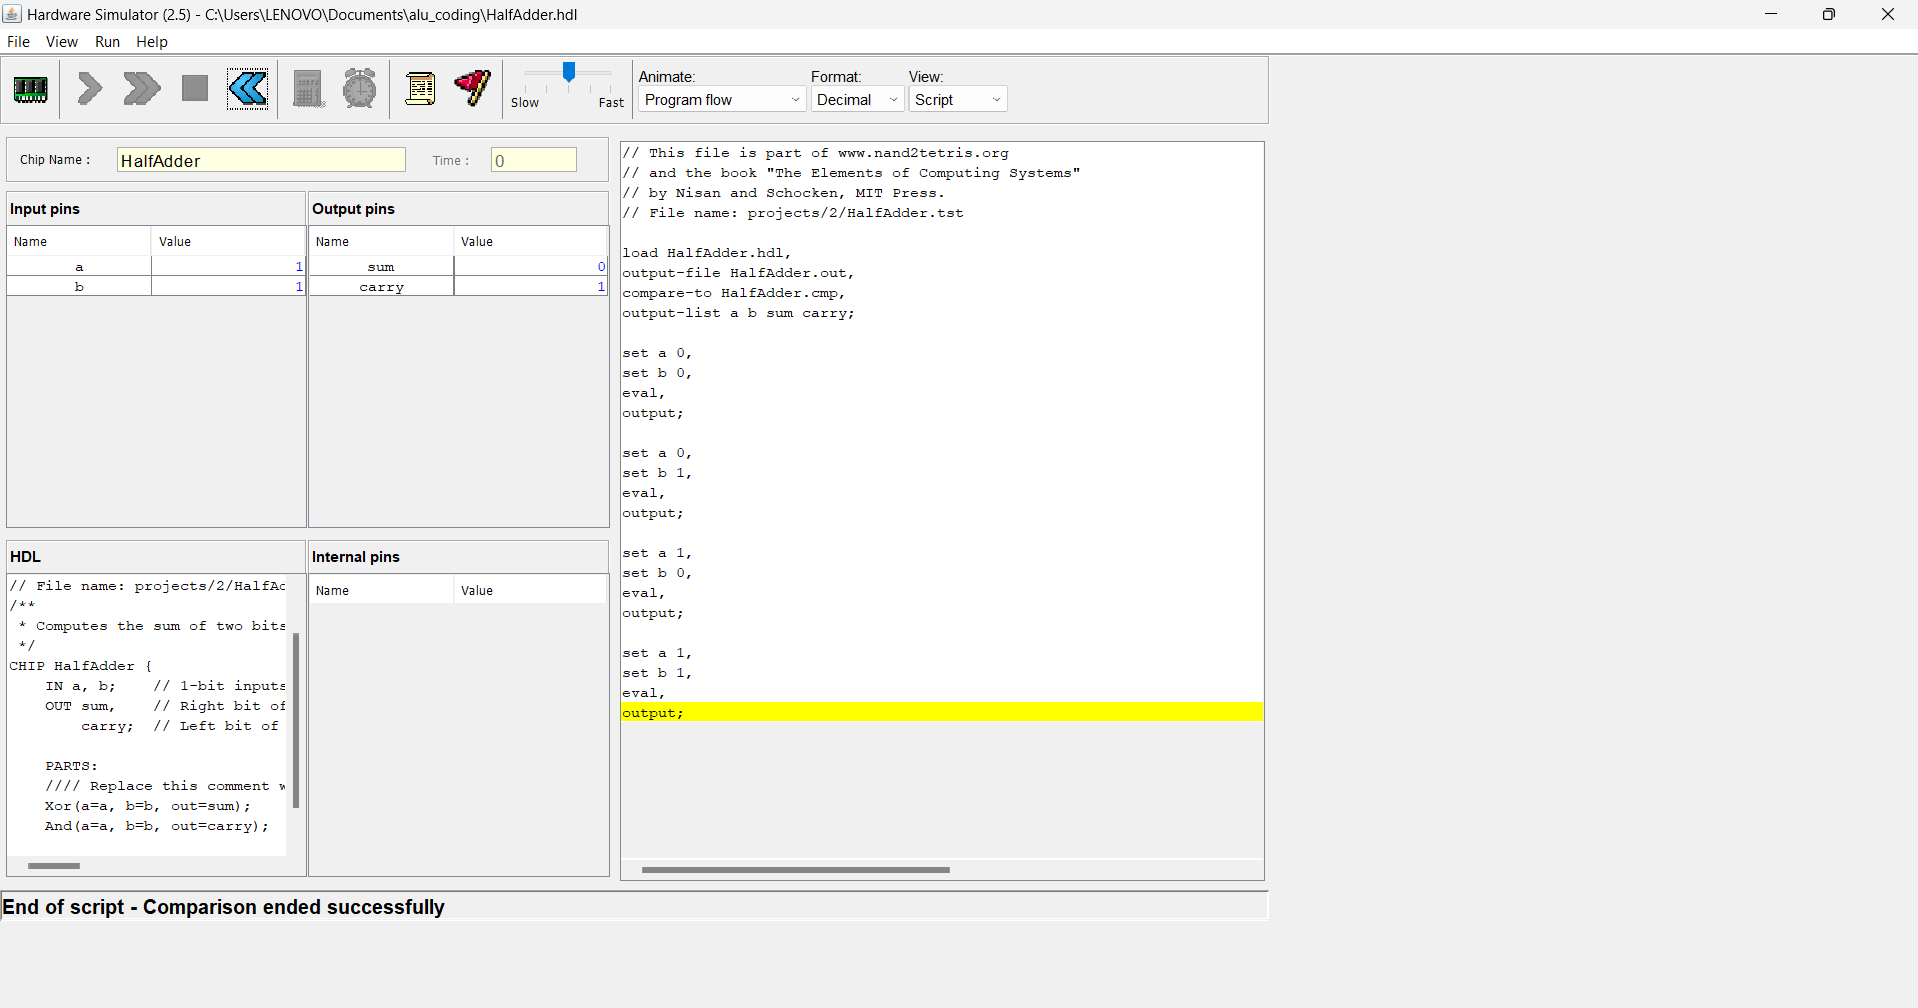 Hardware Simulator (2.5) - C:\Users\LENOVO\Documents\alu_coding\HalfAdder.hdl
File View Run Help
Slow Fast
Animate: Format: View:
Program flow Decimal Script
Chip Name : HalfAdder Time : 0
Input pins
Name Value
a 1
b 1
Output pins
Name Value
sum 0
carry 1
HDL
// File name: projects/2/HalfAd
/**
* Computes the sum of two bits
*/
CHIP HalfAdder {
IN a, b; // 1-bit inputs
OUT sum, // Right bit of
carry; // Left bit of
PARTS:
//// Replace this comment w
Xor(a=a, b=b, out=sum);
And(a=a, b=b, out=carry);
Internal pins
Name Value
// This file is part of www.nand2tetris.org
// and the book "The Elements of Computing Systems"
// by Nisan and Schocken, MIT Press.
// File name: projects/2/HalfAdder.tst
load HalfAdder.hdl,
output-file HalfAdder.out,
compare-to HalfAdder.cmp,
output-list a b sum carry;
set a 0,
set b 0,
eval,
output;
set a 0,
set b 1,
eval,
output;
set a 1,
set b 0,
eval,
output;
set a 1,
set b 1,
eval,
output;
End of script - Comparison ended successfully